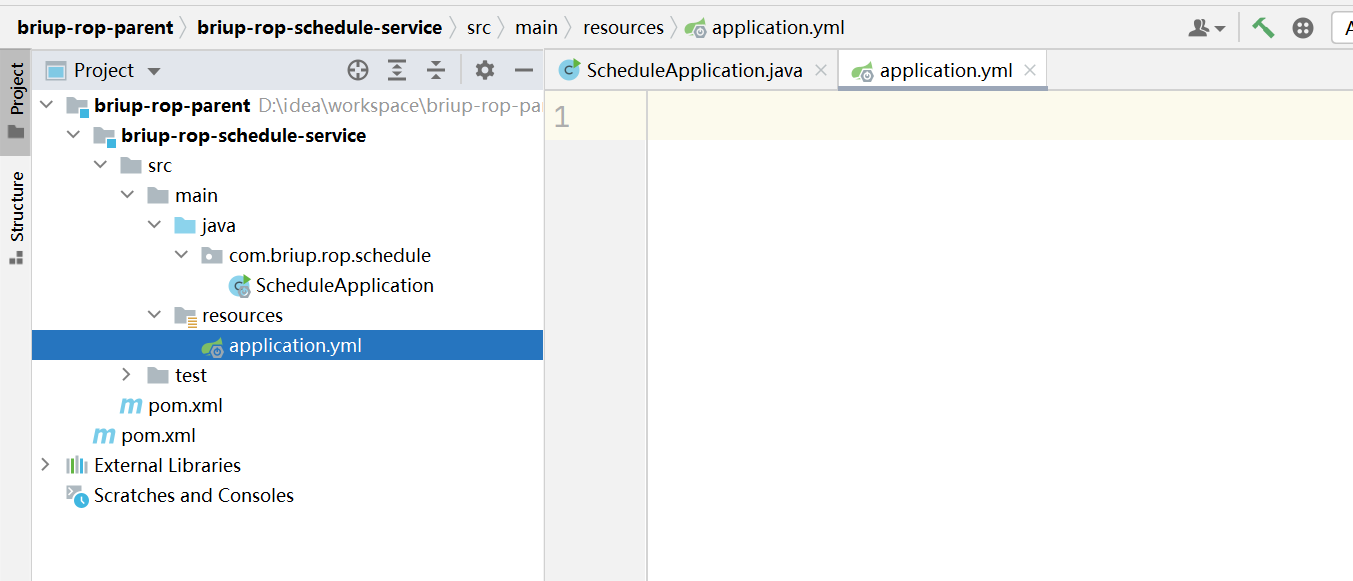 briup-rop-parent briup-rop-schedule-service src main resources application.yml A
Project
Structure
Project
ScheduleApplication.java application.yml
briup-rop-parent D:\idea\workspace\briup-rop-pa
1
briup-rop-schedule-service
src
main
java
com.briup.rop.schedule
C ScheduleApplication
resources
application.yml
test
m pom.xml
m pom.xml
External Libraries
Scratches and Consoles